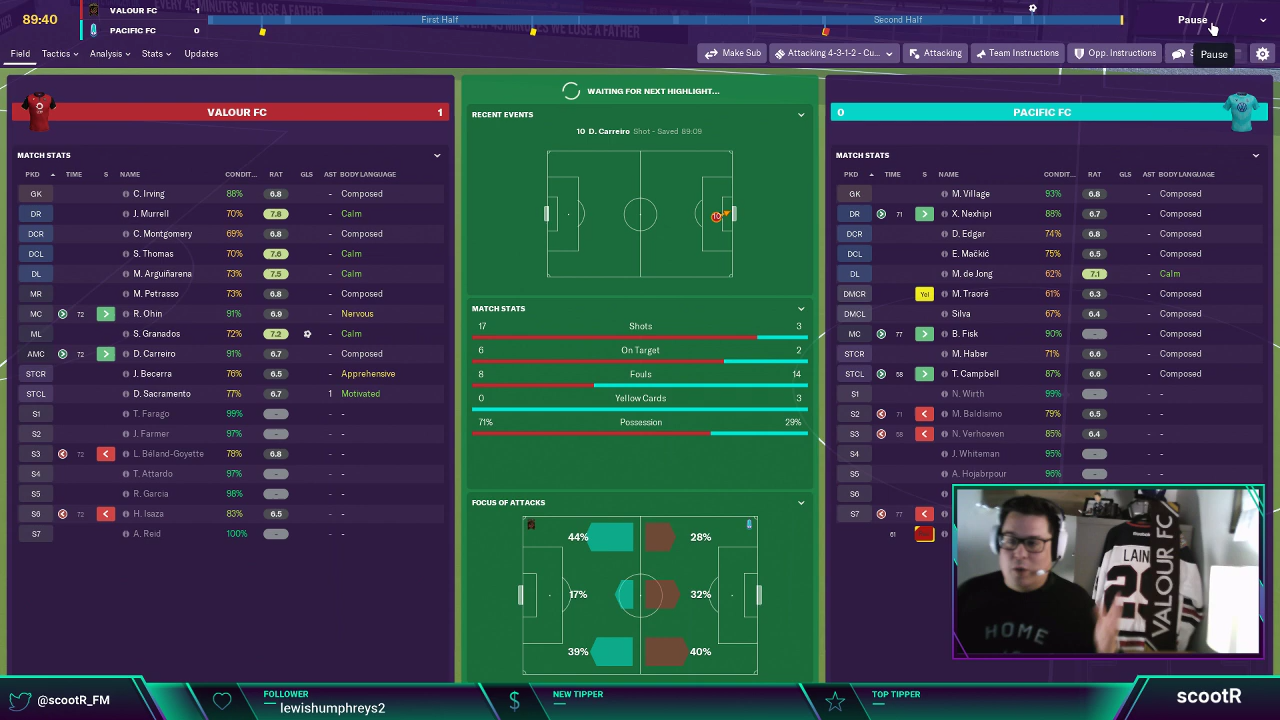 89:40
VALOUR FC 1
PACIFIC FC 0
First Half
Second Half
Pause
Field Tactics Analysis Stats Updates
Make Sub
Attacking 4-3-1-2 - Cu...
Attacking
Team Instructions
Opp. Instructions
Pause
VALOUR FC 1
MATCH STATS
PKD TIME S NAME CONDIT... RAT GLS AST BODY LANGUAGE
GK C. Irving 88% 6.8 - Composed
DR J. Murrell 70% 7.8 - Calm
DCR C. Montgomery 69% 6.8 - Composed
DCL S. Thomas 70% 7.6 - Calm
DL M. Arguiñarena 73% 7.5 - Calm
MR M. Petrasso 73% 6.8 - Composed
MC 72 R. Ohin 91% 6.9 - Nervous
ML S. Granados 72% 7.2 - Calm
AMC 72 D. Carreiro 91% 6.7 - Composed
STCR J. Becerra 76% 6.5 - Apprehensive
STCL D. Sacramento 77% 6.7 1 Motivated
S1 T. Farago 99% - - -
S2 J. Farmer 97% - - -
S3 72 L. Béland-Goyette 78% 6.8 - -
S4 T. Attardo 97% - - -
S5 R. Garcia 98% - - -
S6 72 H. Isaza 83% 6.5 - -
S7 A. Reid 100% - - -
WAITING FOR NEXT HIGHLIGHT...
RECENT EVENTS
10 D. Carreiro Shot - Saved 89:09
10
MATCH STATS
17 Shots 3
6 On Target 2
8 Fouls 14
0 Yellow Cards 3
71% Possession 29%
FOCUS OF ATTACKS
44% 28%
17% 32%
39% 40%
0 PACIFIC FC
MATCH STATS
PKD TIME S NAME CONDIT... RAT GLS AST BODY LANGUAGE
GK M. Village 93% 6.8 - Composed
DR 71 X. Nexhipi 88% 6.7 - Composed
DCR D. Edgar 74% 6.8 - Composed
DCL E. Mačkić 75% 6.5 - Composed
DL M. de Jong 62% 7.1 - Calm
DMCR Yel M. Traoré 61% 6.3 - Composed
DMCL Silva 67% 6.4 - Composed
MC 77 B. Fisk 90% - - Composed
STCR M. Haber 71% 6.6 - Composed
STCL 58 T. Campbell 87% 6.6 - Composed
S1 N. Wirth 99% - - -
S2 71 M. Baldisimo 79% 6.5 - -
S3 58 N. Verhoeven 85% 6.4 - -
S4 J. Whiteman 95% - - -
S5 A. Hojabrpour 96% - - -
S6
S7 77
61
LAIN
2
VALOUR FC
HOME
@scootR_FM
FOLLOWER
lewishumphreys2
NEW TIPPER
TOP TIPPER
scootR